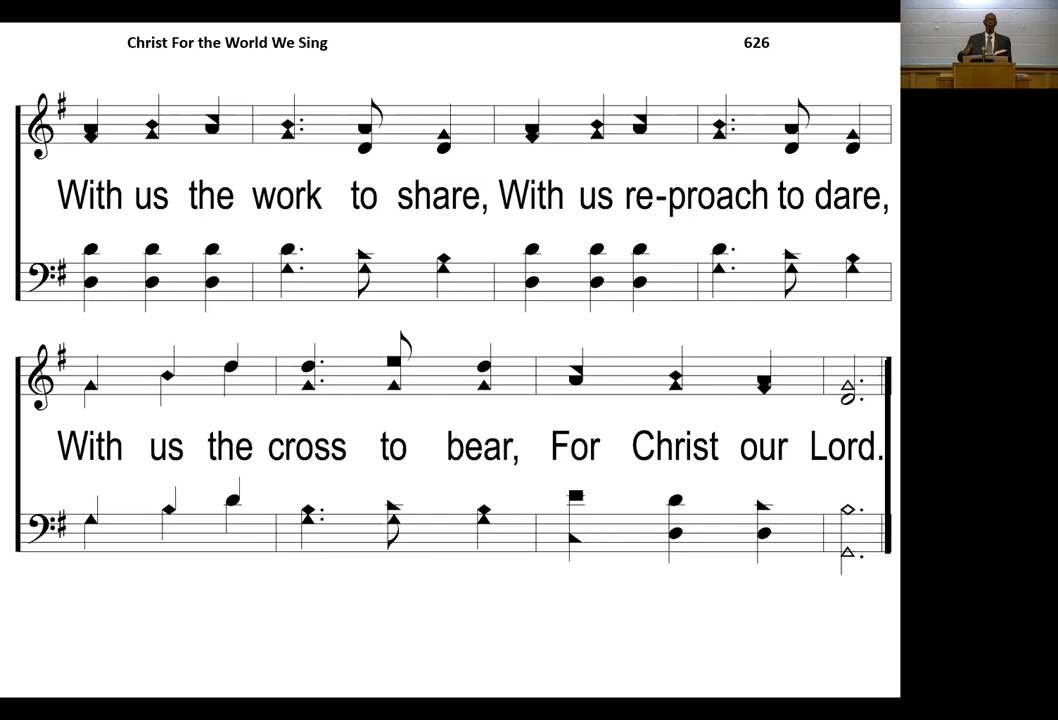 Christ For the World We Sing 626
With us the work to share, With us re-proach to dare,
With us the cross to bear, For Christ our Lord.